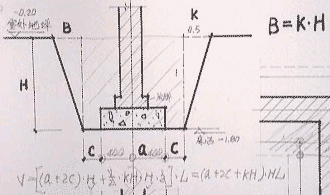 -0.20
室外地坪
B
K
0.5
B=K·H
H
C
a
C
-1.80
V=[(a+2C)·H+½·KH·H·2]·L=(a+2C+KH)·HL